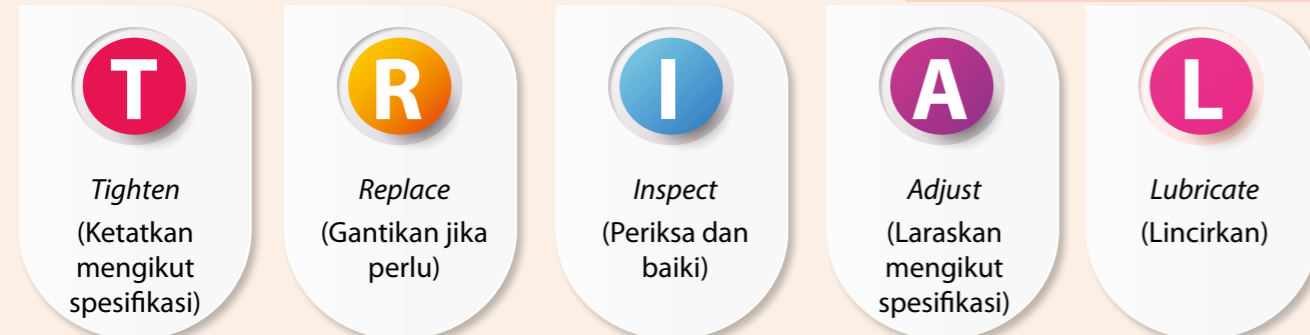 T
Tighten
(Ketatkan
mengikut
spesifikasi)
R
Replace
(Gantikan jika
perlu)
I
Inspect
(Periksa dan
baiki)
A
Adjust
(Laraskan
mengikut
spesifikasi)
L
Lubricate
(Lincirkan)